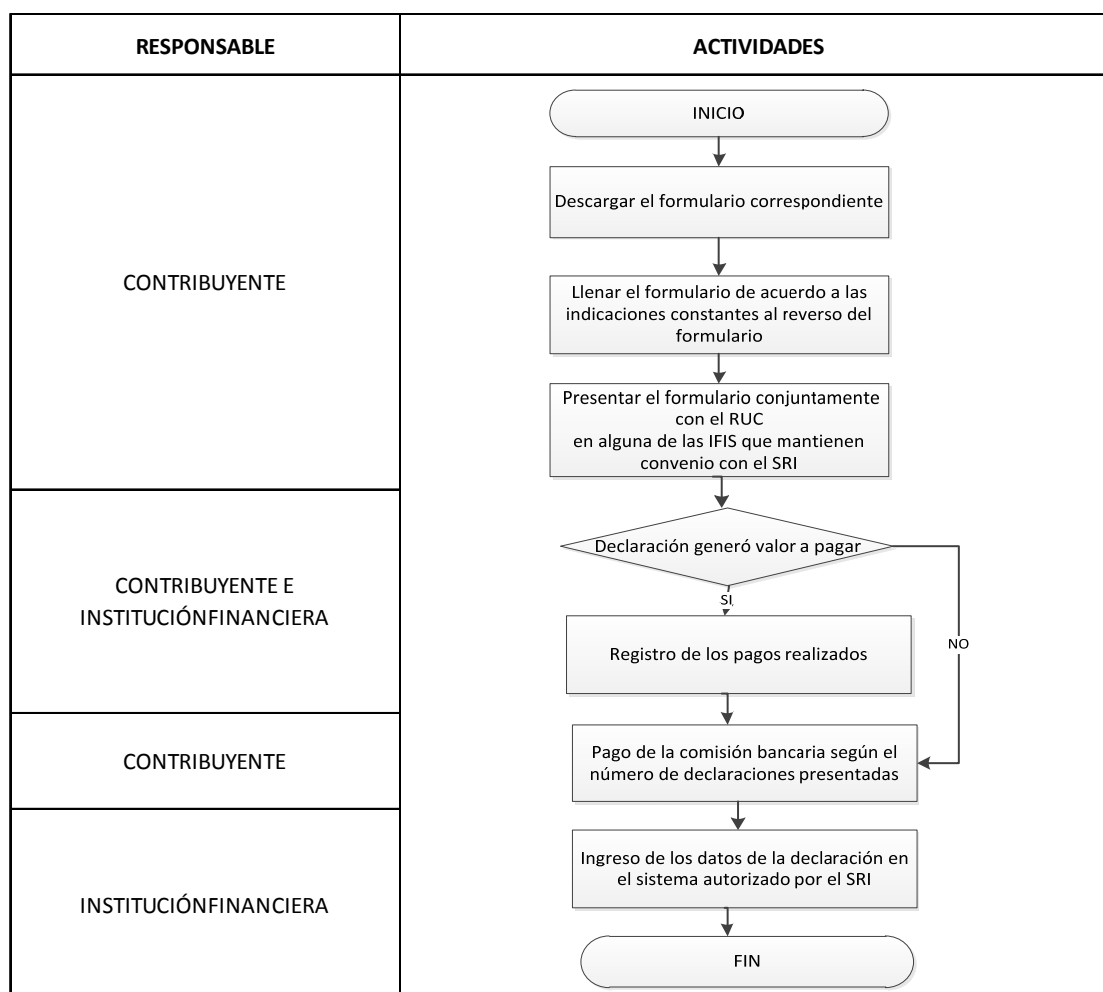 RESPONSABLE
ACTIVIDADES
CONTRIBUYENTE
INICIO
Descargar el formulario correspondiente
Llenar el formulario de acuerdo a las
indicaciones constantes al reverso del
formulario
Presentar el formulario conjuntamente
con el RUC
en alguna de las IFIS que mantienen
convenio con el SRI
CONTRIBUYENTE E
INSTITUCIÓNFINANCIERA
Declaración generó valor a pagar
SI
NO
Registro de los pagos realizados
CONTRIBUYENTE
Pago de la comisión bancaria según el
número de declaraciones presentadas
INSTITUCIÓNFINANCIERA
Ingreso de los datos de la declaración en
el sistema autorizado por el SRI
FIN